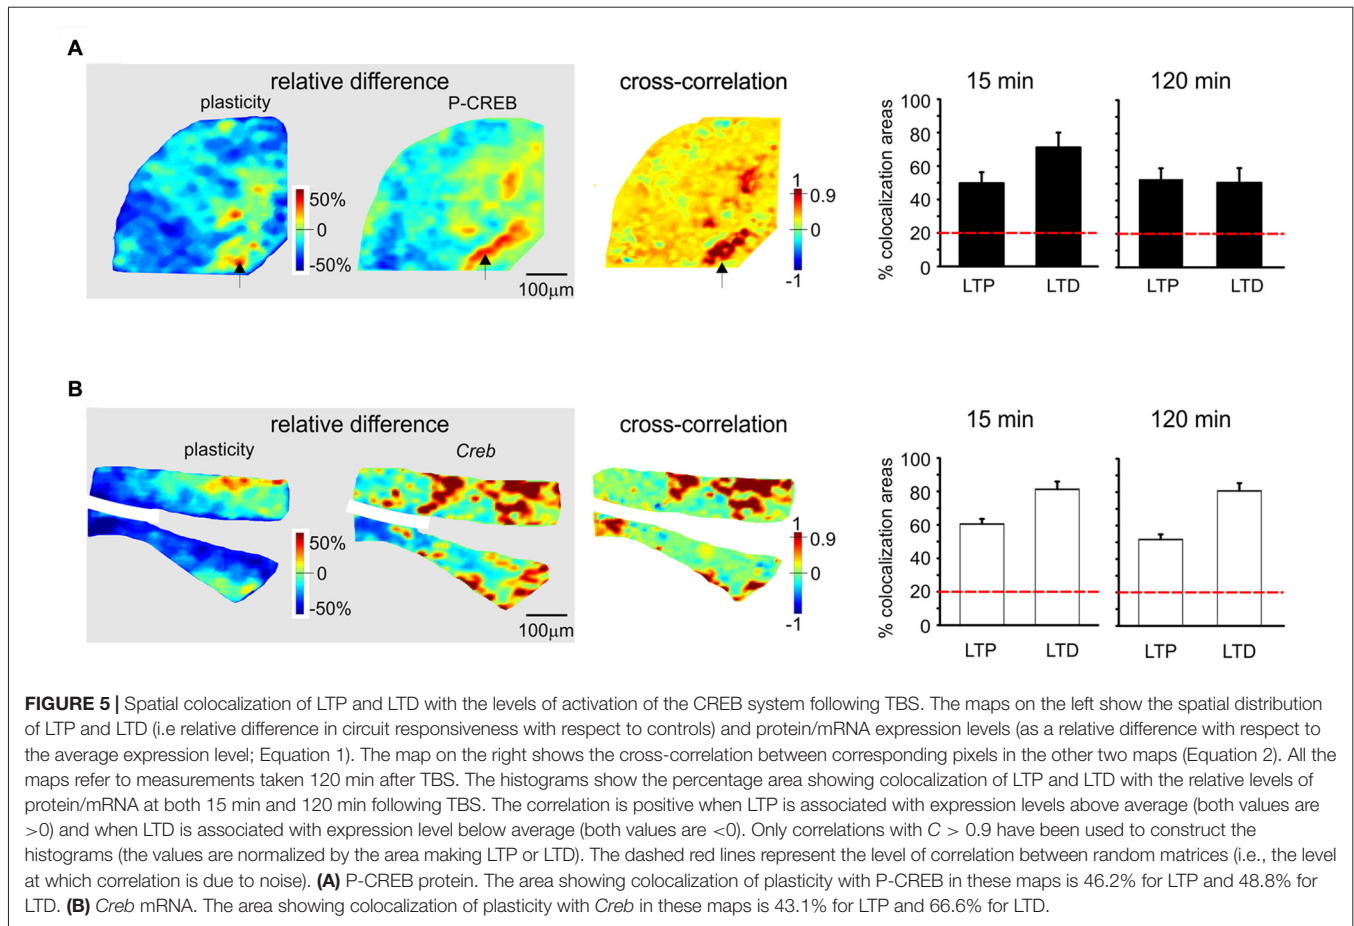 A
relative difference
plasticity
P-CREB
50%
0
-50%
100μm
cross-correlation
1
0.9
0
-1
15 min
120 min
% colocalization areas
100
80
60
40
20
0
LTP
LTD
LTP
LTD
B
relative difference
plasticity
Creb
50%
0
-50%
100μm
cross-correlation
1
0.9
0
-1
15 min
120 min
% colocalization areas
100
80
60
40
20
0
LTP
LTD
LTP
LTD
FIGURE 5 | Spatial colocalization of LTP and LTD with the levels of activation of the CREB system following TBS. The maps on the left show the spatial distribution
of LTP and LTD (i.e relative difference in circuit responsiveness with respect to controls) and protein/mRNA expression levels (as a relative difference with respect to
the average expression level; Equation 1). The map on the right shows the cross-correlation between corresponding pixels in the other two maps (Equation 2). All the
maps refer to measurements taken 120 min after TBS. The histograms show the percentage area showing colocalization of LTP and LTD with the relative levels of
protein/mRNA at both 15 min and 120 min following TBS. The correlation is positive when LTP is associated with expression levels above average (both values are
>0) and when LTD is associated with expression level below average (both values are <0). Only correlations with C > 0.9 have been used to construct the
histograms (the values are normalized by the area making LTP or LTD). The dashed red lines represent the level of correlation between random matrices (i.e., the level
at which correlation is due to noise). (A) P-CREB protein. The area showing colocalization of plasticity with P-CREB in these maps is 46.2% for LTP and 48.8% for
LTD. (B) Creb mRNA. The area showing colocalization of plasticity with Creb in these maps is 43.1% for LTP and 66.6% for LTD.